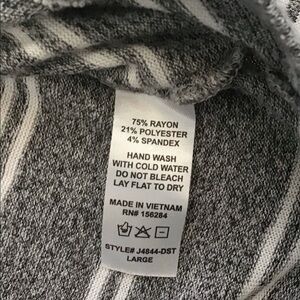 75% RAYON
21% POLYESTER
4% SPANDEX
HAND WASH
WITH COLD WATER
DO NOT BLEACH
LAY FLAT TO DRY
MADE IN VIETNAM
RN# 156284
STYLE# J4844-DST
LARGE